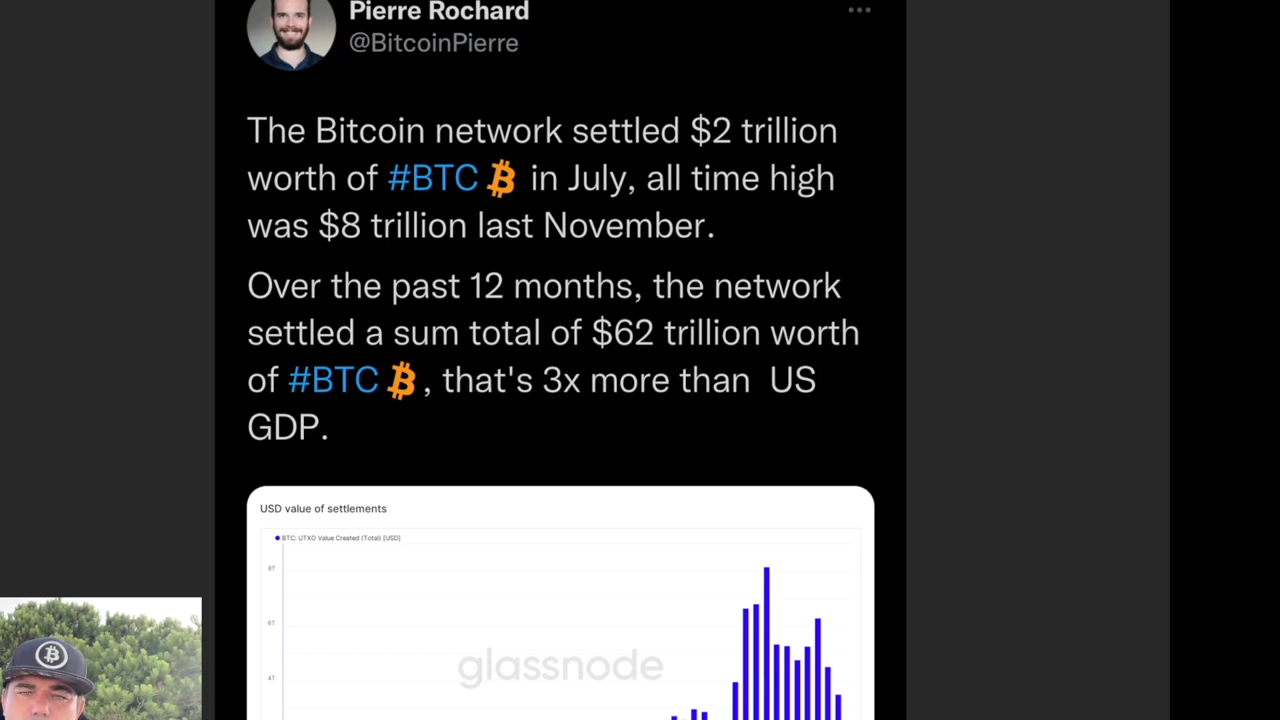 Pierre Rochard
@BitcoinPierre
The Bitcoin network settled $2 trillion
worth of #BTC in July, all time high
was $8 trillion last November.
Over the past 12 months, the network
settled a sum total of $62 trillion worth
of #BTC , that's 3x more than US
GDP.
USD value of settlements
BTC: UTXO Value Created (Total) [USD]
8T
6T
glassnode
4T